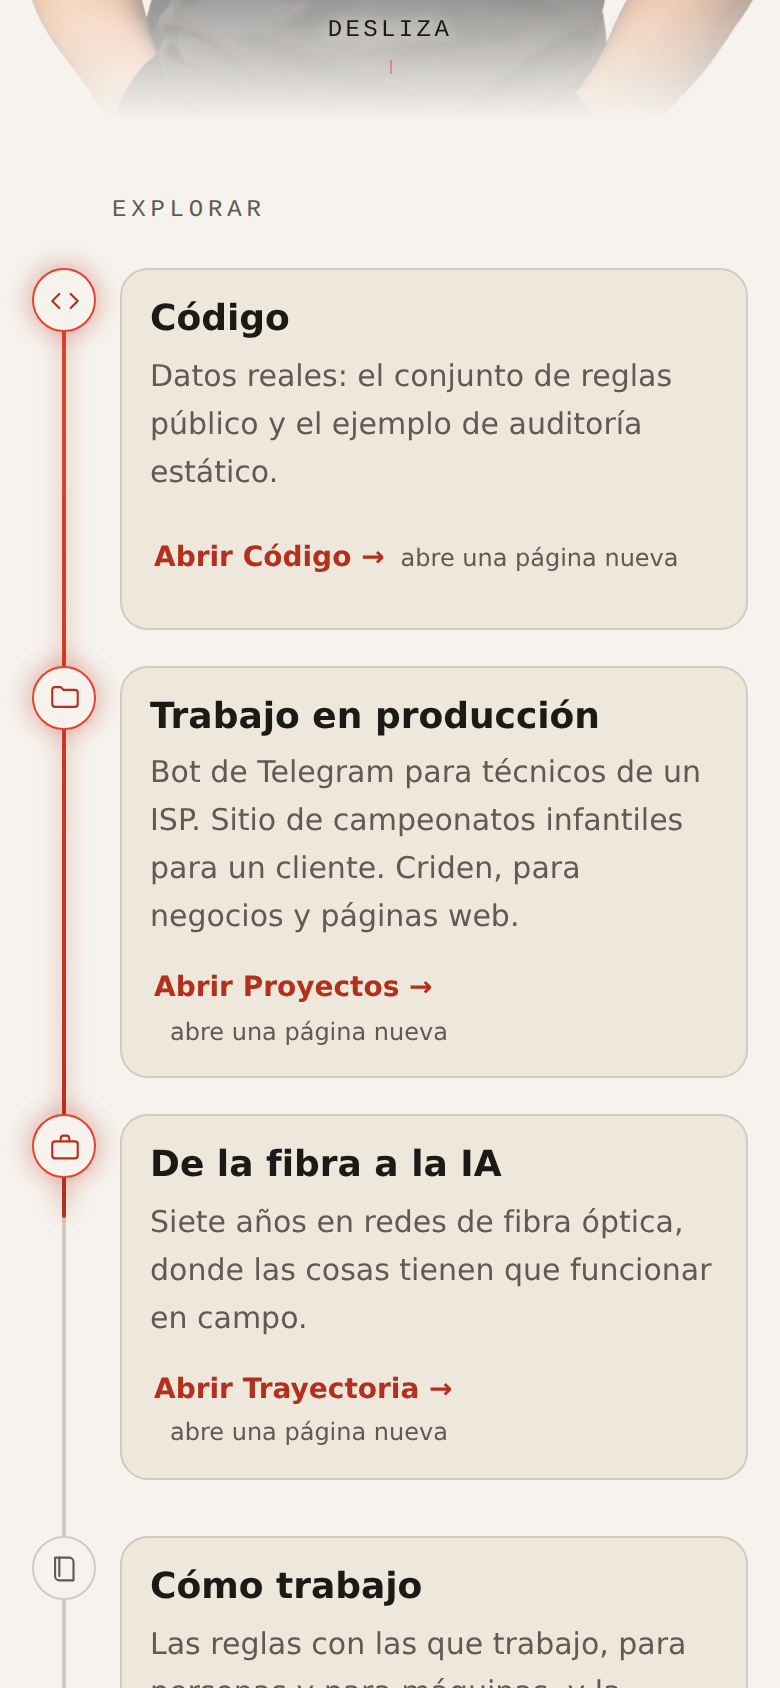 DESLIZA
EXPLORAR
Código
Datos reales: el conjunto de reglas
público y el ejemplo de auditoría
estático.
Abrir Código → abre una página nueva
Trabajo en producción
Bot de Telegram para técnicos de un
ISP. Sitio de campeonatos infantiles
para un cliente. Criden, para
negocios y páginas web.
Abrir Proyectos →
abre una página nueva
De la fibra a la IA
Siete años en redes de fibra óptica,
donde las cosas tienen que funcionar
en campo.
Abrir Trayectoria →
abre una página nueva
Cómo trabajo
Las reglas con las que trabajo, para
personas y para máquinas, y la